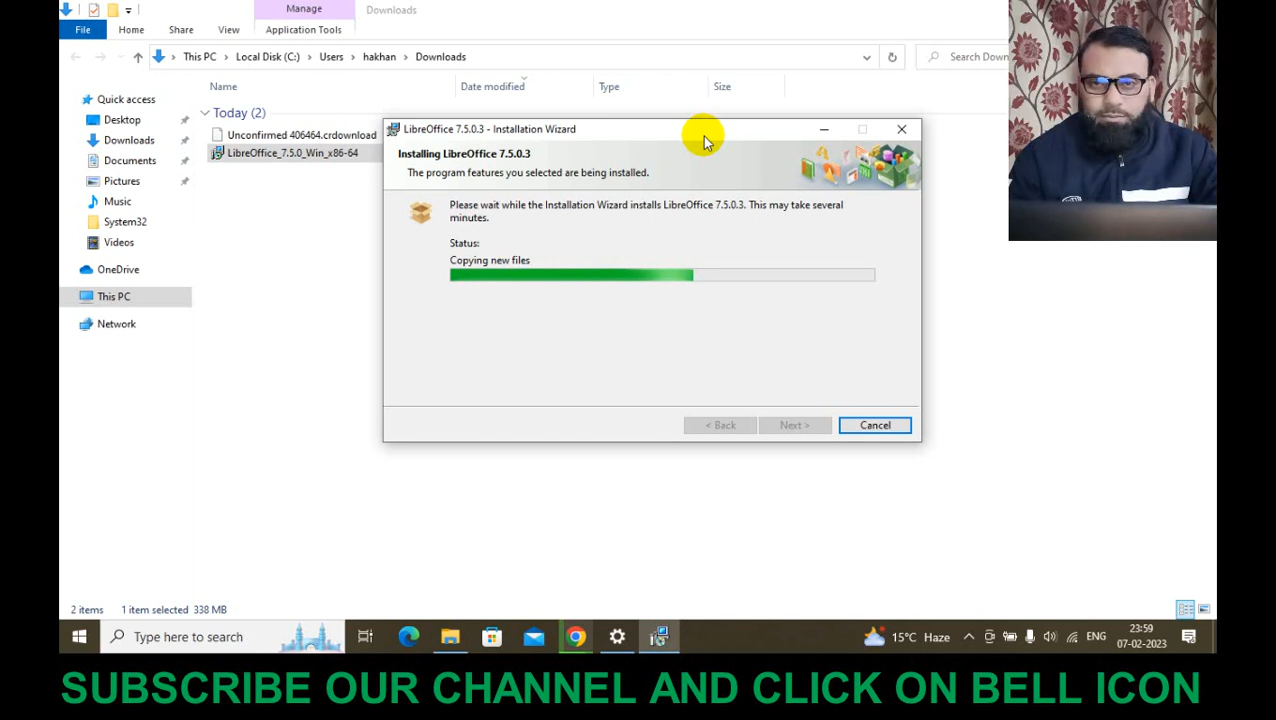 Manage
Downloads
File
Home
Share
View
Application Tools
This PC
Local Disk (C:)
Users
hakhan
Downloads
Search Down
Name
Date modified
Type
Size
Quick access
Desktop
Downloads
Documents
Pictures
Music
System32
Videos
OneDrive
This PC
Network
Today (2)
Unconfirmed 406464.crdownload
LibreOffice_7.5.0_Win_x86-64
LibreOffice 7.5.0.3 - Installation Wizard
Installing LibreOffice 7.5.0.3
The program features you selected are being installed.
Please wait while the Installation Wizard installs LibreOffice 7.5.0.3. This may take several
minutes.
Status:
Copying new files
< Back
Next >
Cancel
2 items
1 item selected 338 MB
Type here to search
15°C Haze
ENG
23:59
07-02-2023
SUBSCRIBE OUR CHANNEL AND CLICK ON BELL ICON